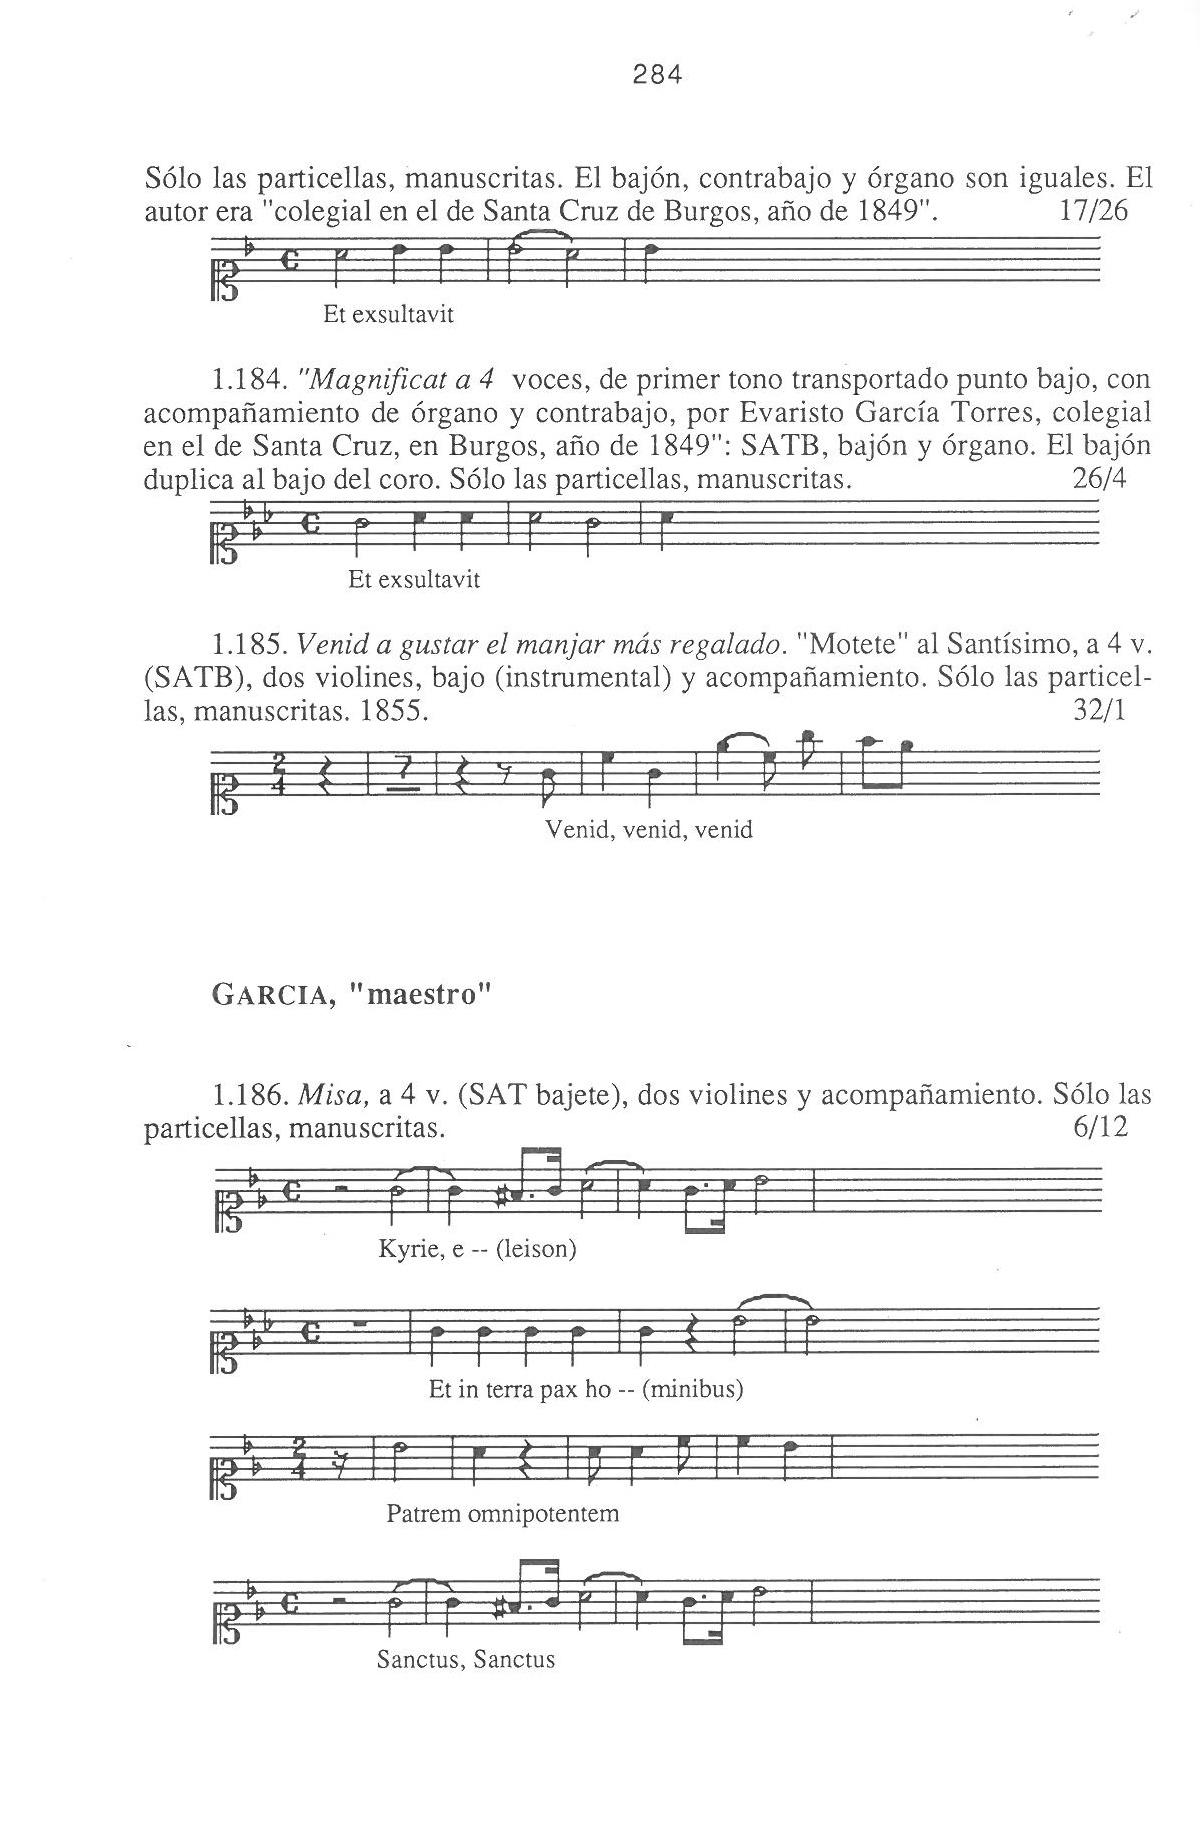 284
Sólo las particellas, manuscritas. El bajón, contrabajo y órgano son iguales. El
autor era "colegial en el de Santa Cruz de Burgos, año de 1849". 17/26
Et exsultavit
1.184. "Magnificat a 4 voces, de primer tono transportado punto bajo, con
acompañamiento de órgano y contrabajo, por Evaristo García Torres, colegial
en el de Santa Cruz, en Burgos, año de 1849": SATB, bajón y órgano. El bajón
duplica al bajo del coro. Sólo las particellas, manuscritas. 26/4
Et exsultavit
1.185. Venid a gustar el manjar más regalado. "Motete" al Santísimo, a 4 v.
(SATB), dos violines, bajo (instrumental) y acompañamiento. Sólo las particel-
las, manuscritas. 1855. 32/1
2
4
7
Venid, venid, venid
GARCIA, "maestro"
1.186. Misa, a 4 v. (SAT bajete), dos violines y acompañamiento. Sólo las
particellas, manuscritas. 6/12
Kyrie, e -- (leison)
Et in terra pax ho -- (minibus)
2
4
Patrem omnipotentem
Sanctus, Sanctus